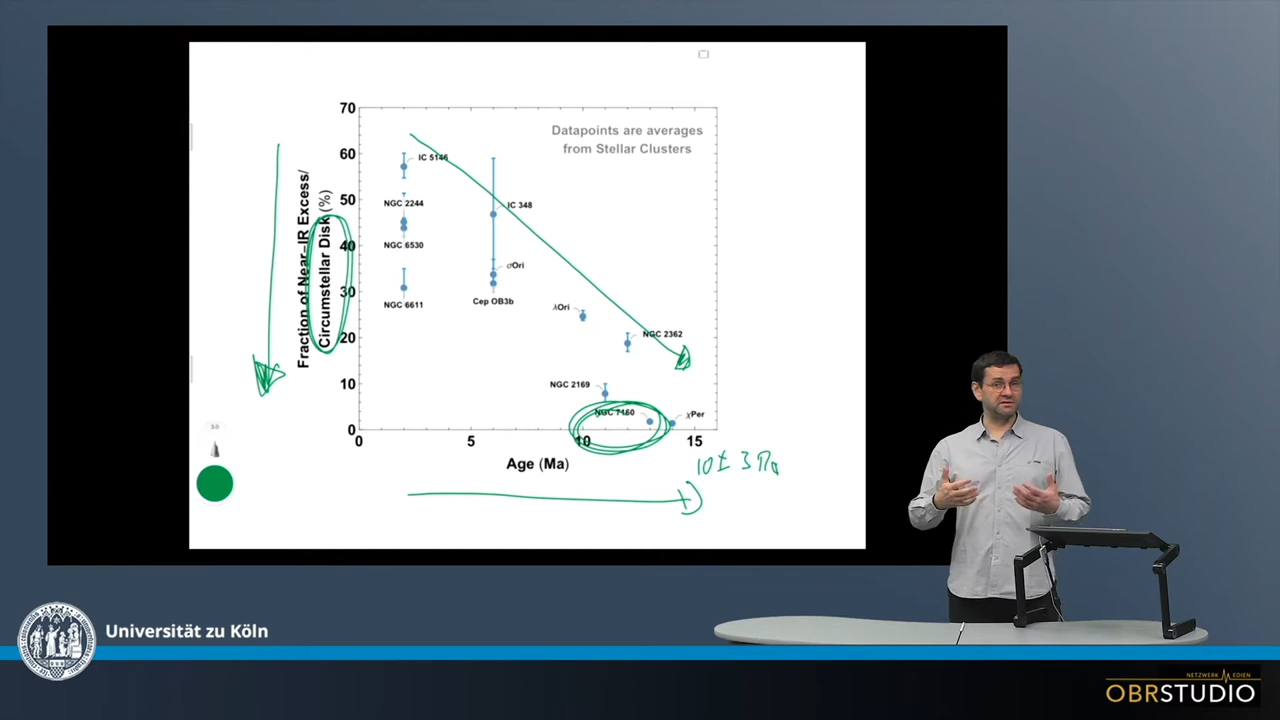 70
60
50
40
30
20
10
0
0
5
10
15
Fraction of Near-IR Excess/
Circumstellar Disk (%)
Age (Ma)
Datapoints are averages
from Stellar Clusters
IC 5146
NGC 2244
NGC 6530
NGC 6611
IC 348
σOri
Cep OB3b
λOri
NGC 2362
NGC 2169
NGC 7160
χPer
10 ± 3 Ma
Universität zu Köln
NETZWERK MEDIEN
OBRSTUDIO